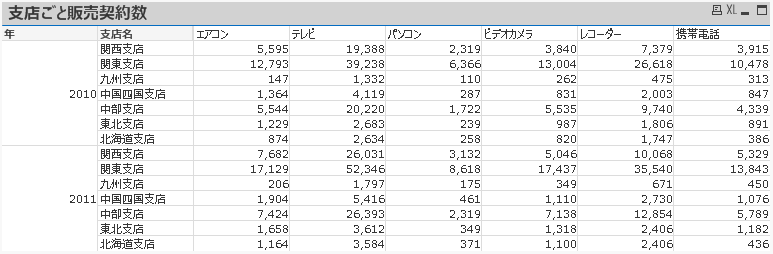 支店ごと販売契約数 XL
年 支店名 エアコン テレビ パソコン ビデオカメラ レコーダー 携帯電話
2010 関西支店 5,595 19,388 2,319 3,840 7,379 3,915
関東支店 12,793 39,238 6,366 13,004 26,618 10,478
九州支店 147 1,332 110 262 475 313
中国四国支店 1,364 4,119 287 831 2,003 847
中部支店 5,544 20,220 1,722 5,535 9,740 4,339
東北支店 1,229 2,683 239 987 1,806 891
北海道支店 874 2,634 258 820 1,747 386
2011 関西支店 7,682 26,031 3,132 5,046 10,068 5,329
関東支店 17,129 52,346 8,618 17,437 35,540 13,843
九州支店 206 1,797 175 349 671 450
中国四国支店 1,904 5,416 461 1,110 2,730 1,076
中部支店 7,424 26,393 2,319 7,138 12,854 5,789
東北支店 1,658 3,612 349 1,318 2,406 1,182
北海道支店 1,164 3,584 371 1,100 2,406 436